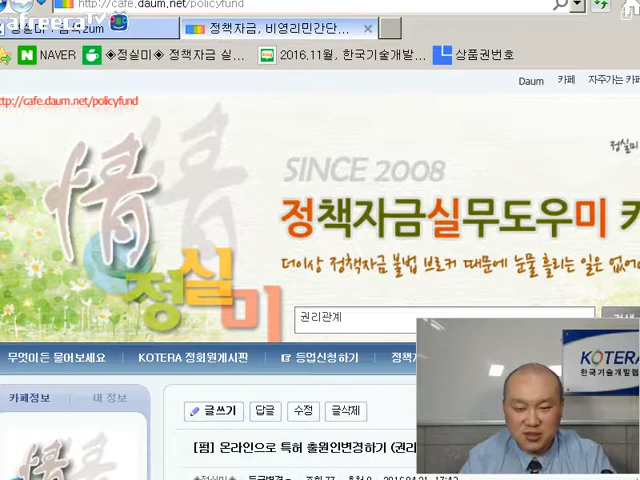 http://cafe.daum.net/policyfund
afreecaTV
정책자금, 비영리민간단...
NAVER ◈정실미◈ 정책자금 실... 2016.11월, 한국기술개발... 상품권번호
Daum 카페 자주가는 카페
http://cafe.daum.net/policyfund
정실미
SINCE 2008
정책자금실무도우미 카
더이상 정책자금 불법 브로커 때문에 눈물 흘리는 일은 없어야
정실미
권리관계
무엇이든 물어보세요 KOTERA 정회원게시판 ☞ 등업신청하기 정책
카페정보 내 정보
글쓰기 답글 수정 글삭제
[펌] 온라인으로 특허 출원인변경하기 (권리
KOTERA
한국기술개발협